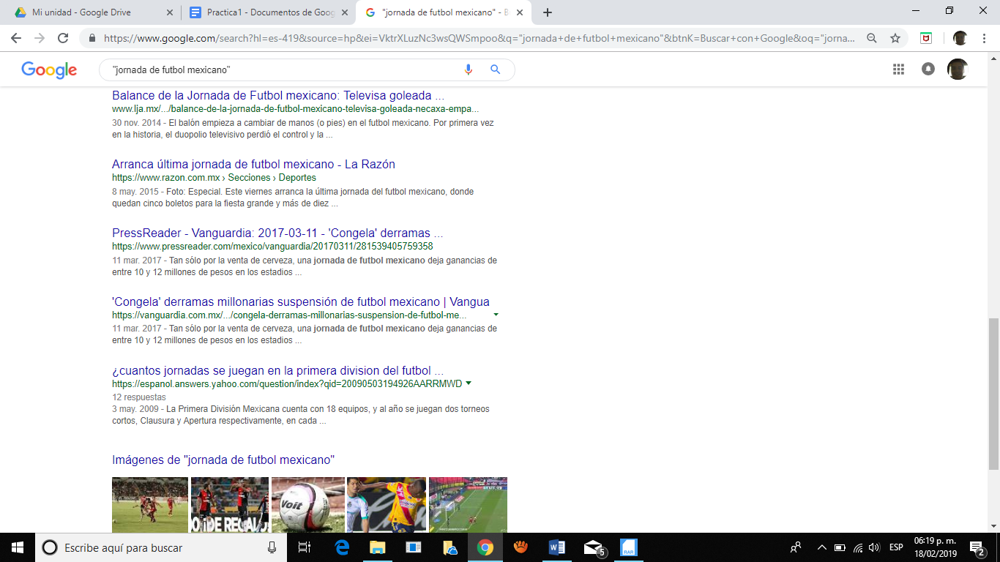 Mi unidad - Google Drive
Practica1 - Documentos de Goog
"jornada de futbol mexicano" - B
https://www.google.com/search?hl=es-419&source=hp&ei=VktrXLuzNc3wsQWSmpoo&q="jornada+de+futbol+mexicano"&btnK=Buscar+con+Google&oq="jorna...
Google
"jornada de futbol mexicano"
Balance de la Jornada de Futbol mexicano: Televisa goleada ...
www.lja.mx/.../balance-de-la-jornada-de-futbol-mexicano-televisa-goleada-necaxa-empa...
30 nov. 2014 - El balón empieza a cambiar de manos (o pies) en el futbol mexicano. Por primera vez
en la historia, el duopolio televisivo perdió el control y la ...
Arranca última jornada de futbol mexicano - La Razón
https://www.razon.com.mx › Secciones › Deportes
8 may. 2015 - Foto: Especial. Este viernes arranca la última jornada del futbol mexicano, donde
quedan cinco boletos para la fiesta grande y más de diez ...
PressReader - Vanguardia: 2017-03-11 - 'Congela' derramas ...
https://www.pressreader.com/mexico/vanguardia/20170311/281539405759358
11 mar. 2017 - Tan sólo por la venta de cerveza, una jornada de futbol mexicano deja ganancias de
entre 10 y 12 millones de pesos en los estadios ...
'Congela' derramas millonarias suspensión de futbol mexicano | Vangua
https://vanguardia.com.mx/.../congela-derramas-millonarias-suspension-de-futbol-me...
11 mar. 2017 - Tan sólo por la venta de cerveza, una jornada de futbol mexicano deja ganancias de
entre 10 y 12 millones de pesos en los estadios ...
¿cuantos jornadas se juegan en la primera division del futbol ...
https://espanol.answers.yahoo.com/question/index?qid=20090503194926AARRMWD
12 respuestas
3 may. 2009 - La Primera División Mexicana cuenta con 18 equipos, y al año se juegan dos torneos
cortos, Clausura y Apertura respectivamente, en cada ...
Imágenes de "jornada de futbol mexicano"
Voit
Escribe aquí para buscar
5
RAR
ESP
06:19 p. m.
18/02/2019
2